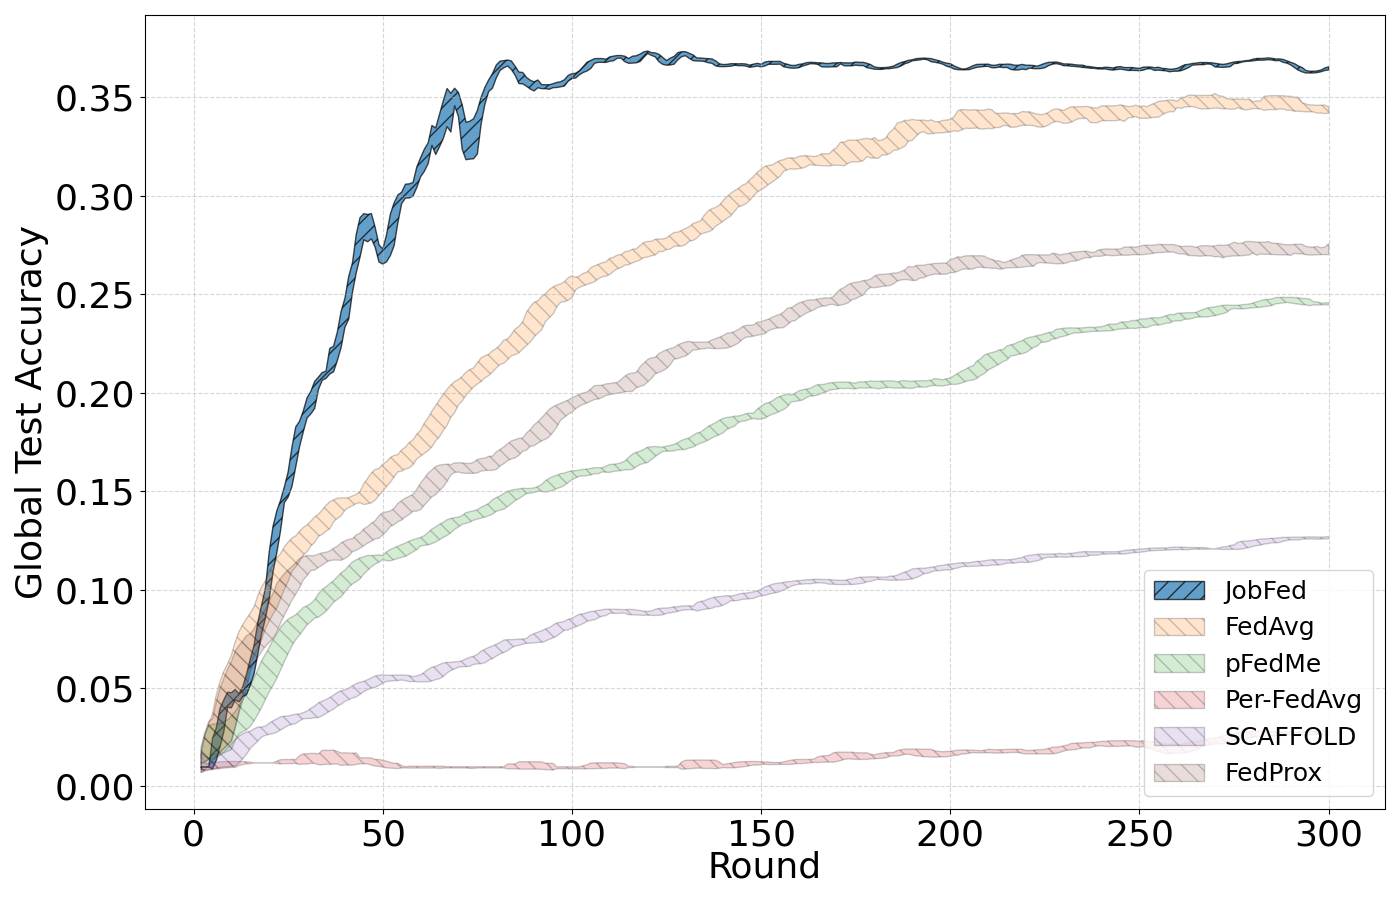 Global Test Accuracy
0.35
0.30
0.25
0.20
0.15
0.10
0.05
0.00
0 50 100 150 200 250 300
Round
JobFed
FedAvg
pFedMe
Per-FedAvg
SCAFFOLD
FedProx